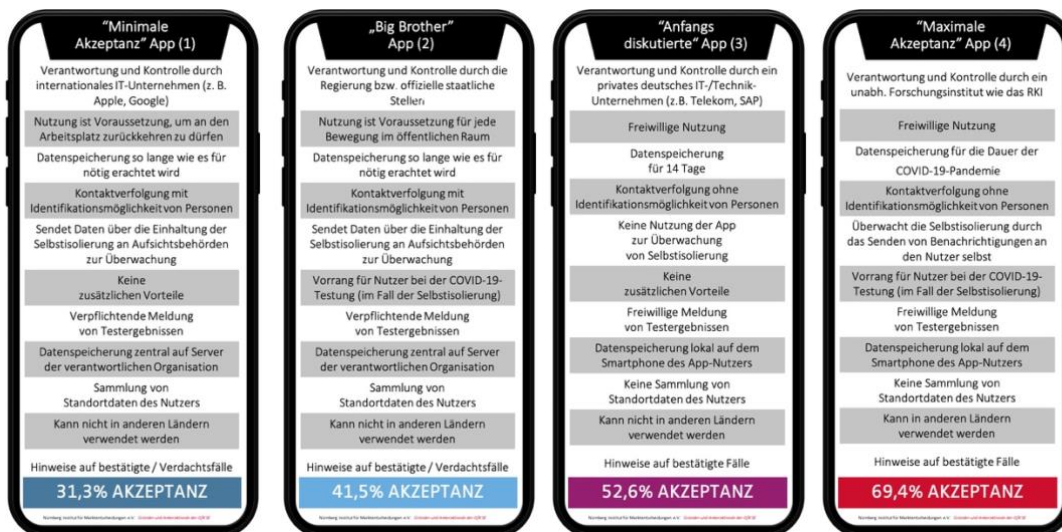 "Minimale
Akzeptanz" App (1)
Verantwortung und Kontrolle durch
internationales IT-Unternehmen (z. B.
Apple, Google)
Nutzung ist Voraussetzung, um an den
Arbeitsplatz zurückkehren zu dürfen
Datenspeicherung so lange wie es für
nötig erachtet wird
Kontaktverfolgung mit
Identifikationsmöglichkeit von Personen
Sendet Daten über die Einhaltung der
Selbstisolierung an Aufsichtsbehörden
zur Überwachung
Keine
zusätzlichen Vorteile
Verpflichtende Meldung
von Testergebnissen
Datenspeicherung zentral auf Server
der verantwortlichen Organisation
Sammlung von
Standortdaten des Nutzers
Kann nicht in anderen Ländern
verwendet werden
Hinweise auf bestätigte / Verdachtsfälle
31,3% AKZEPTANZ
Nürnberg Institut für Marktentscheidungen e.V. Gründer und Ankeraktionär der GfK SE
„Big Brother"
App (2)
Verantwortung und Kontrolle durch die
Regierung bzw. offizielle staatliche
Stellen
Nutzung ist Voraussetzung für jede
Bewegung im öffentlichen Raum
Datenspeicherung so lange wie es für
nötig erachtet wird
Kontaktverfolgung mit
Identifikationsmöglichkeit von Personen
Sendet Daten über die Einhaltung der
Selbstisolierung an Aufsichtsbehörden
zur Überwachung
Vorrang für Nutzer bei der COVID-19-
Testung (im Fall der Selbstisolierung)
Verpflichtende Meldung
von Testergebnissen
Datenspeicherung zentral auf Server
der verantwortlichen Organisation
Sammlung von
Standortdaten des Nutzers
Kann nicht in anderen Ländern
verwendet werden
Hinweise auf bestätigte / Verdachtsfälle
41,5% AKZEPTANZ
"Anfangs
diskutierte" App (3)
Verantwortung und Kontrolle durch ein
privates deutsches IT-/Technik-
Unternehmen (z.B. Telekom, SAP)
Freiwillige Nutzung
Datenspeicherung
für 14 Tage
Kontaktverfolgung ohne
Identifikationsmöglichkeit von Personen
Keine Nutzung der App
zur Überwachung
von Selbstisolierung
Keine
zusätzlichen Vorteile
Freiwillige Meldung
von Testergebnissen
Datenspeicherung lokal auf dem
Smartphone des App-Nutzers
Keine Sammlung von
Standortdaten des Nutzers
Kann nicht in anderen Ländern
verwendet werden
Hinweise auf bestätigte Fälle
52,6% AKZEPTANZ
"Maximale
Akzeptanz" App (4)
Verantwortung und Kontrolle durch ein
unabh. Forschungsinstitut wie das RKI
Freiwillige Nutzung
Datenspeicherung für die Dauer der
COVID-19-Pandemie
Kontaktverfolgung ohne
Identifikationsmöglichkeit von Personen
Überwacht die Selbstisolierung durch
das Senden von Benachrichtigungen an
den Nutzer selbst
Vorrang für Nutzer bei der COVID-19-
Testung (im Fall der Selbstisolierung)
Freiwillige Meldung
von Testergebnissen
Datenspeicherung lokal auf dem
Smartphone des App-Nutzers
Keine Sammlung von
Standortdaten des Nutzers
Kann nicht in anderen Ländern
verwendet werden
Hinweise auf bestätigte Fälle
69,4% AKZEPTANZ